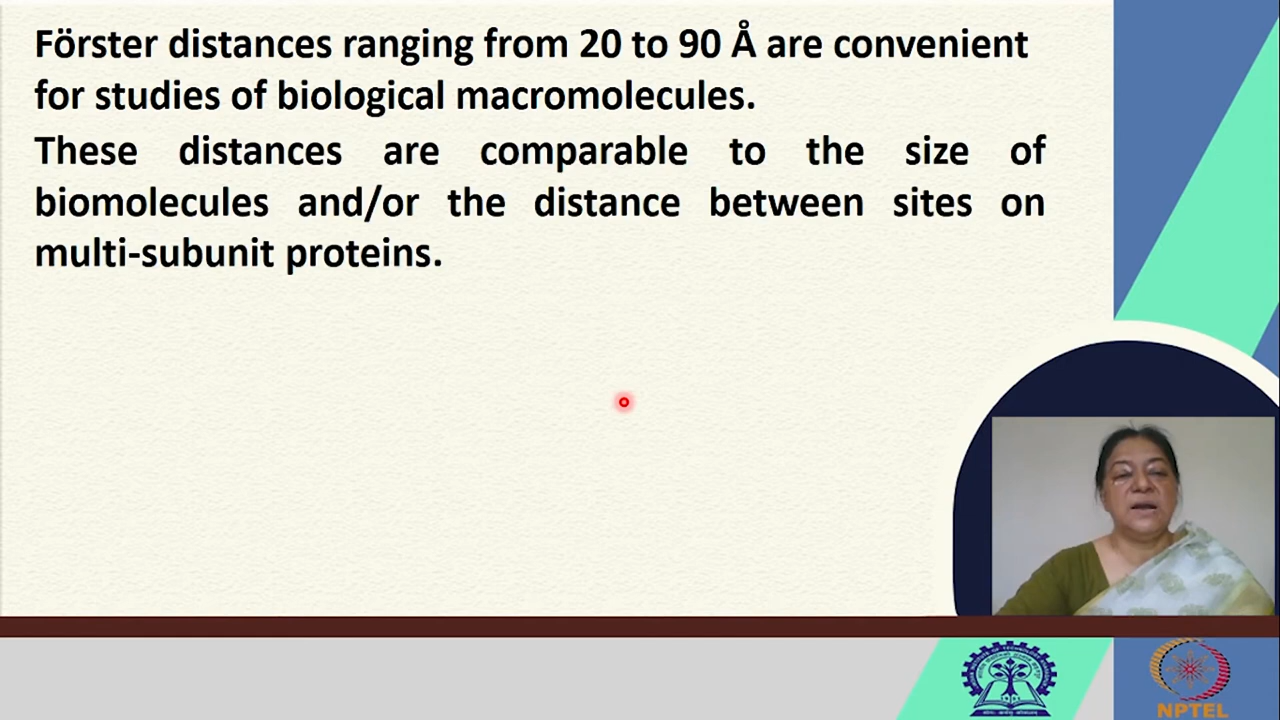 Förster distances ranging from 20 to 90 Å are convenient
for studies of biological macromolecules.
These distances are comparable to the size of
biomolecules and/or the distance between sites on
multi-subunit proteins.
NPTEL